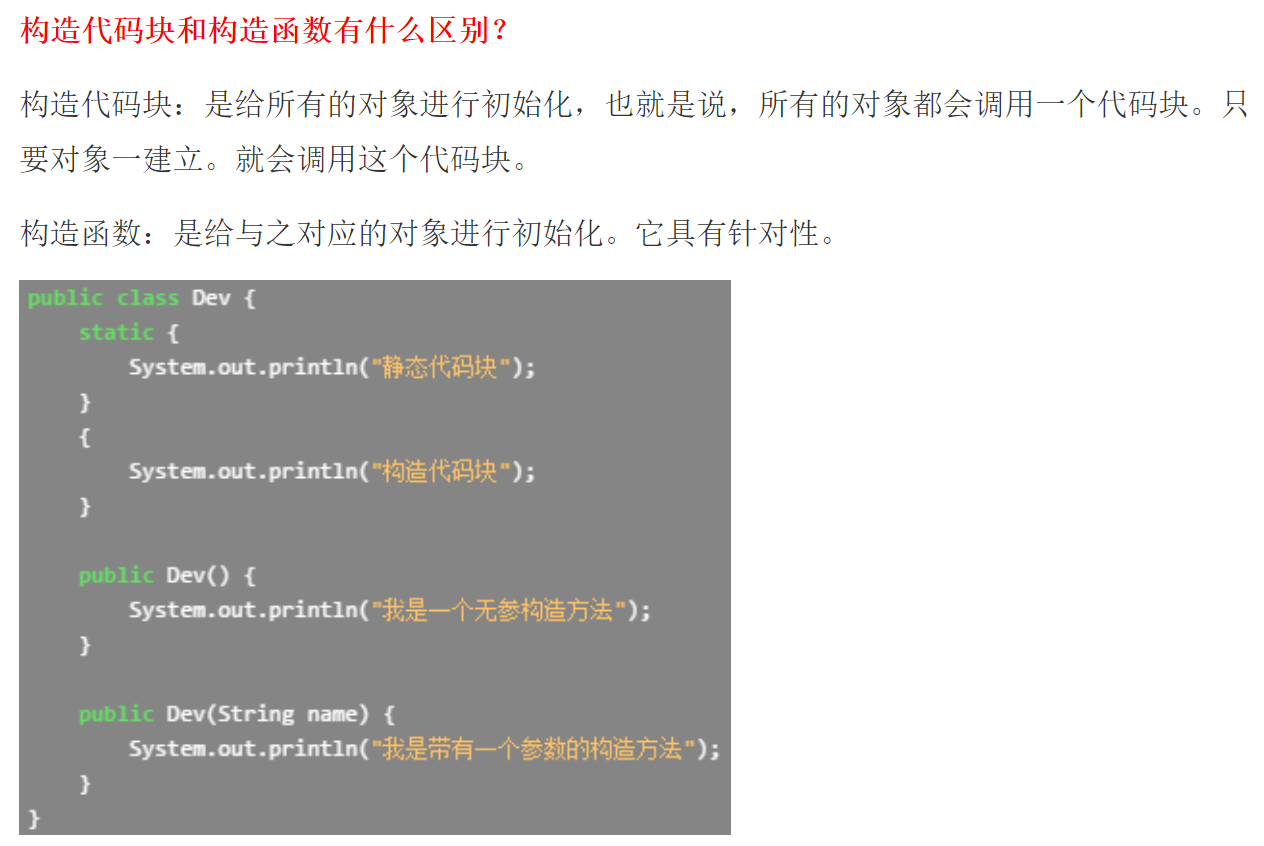 构造代码块和构造函数有什么区别？
构造代码块：是给所有的对象进行初始化，也就是说，所有的对象都会调用一个代码块。只
要对象一建立。就会调用这个代码块。
构造函数：是给与之对应的对象进行初始化。它具有针对性。
public class Dev {
    static {
        System.out.println("静态代码块");
    }
    {
        System.out.println("构造代码块");
    }
    public Dev() {
        System.out.println("我是一个无参构造方法");
    }
    public Dev(String name) {
        System.out.println("我是带有一个参数的构造方法");
    }
}